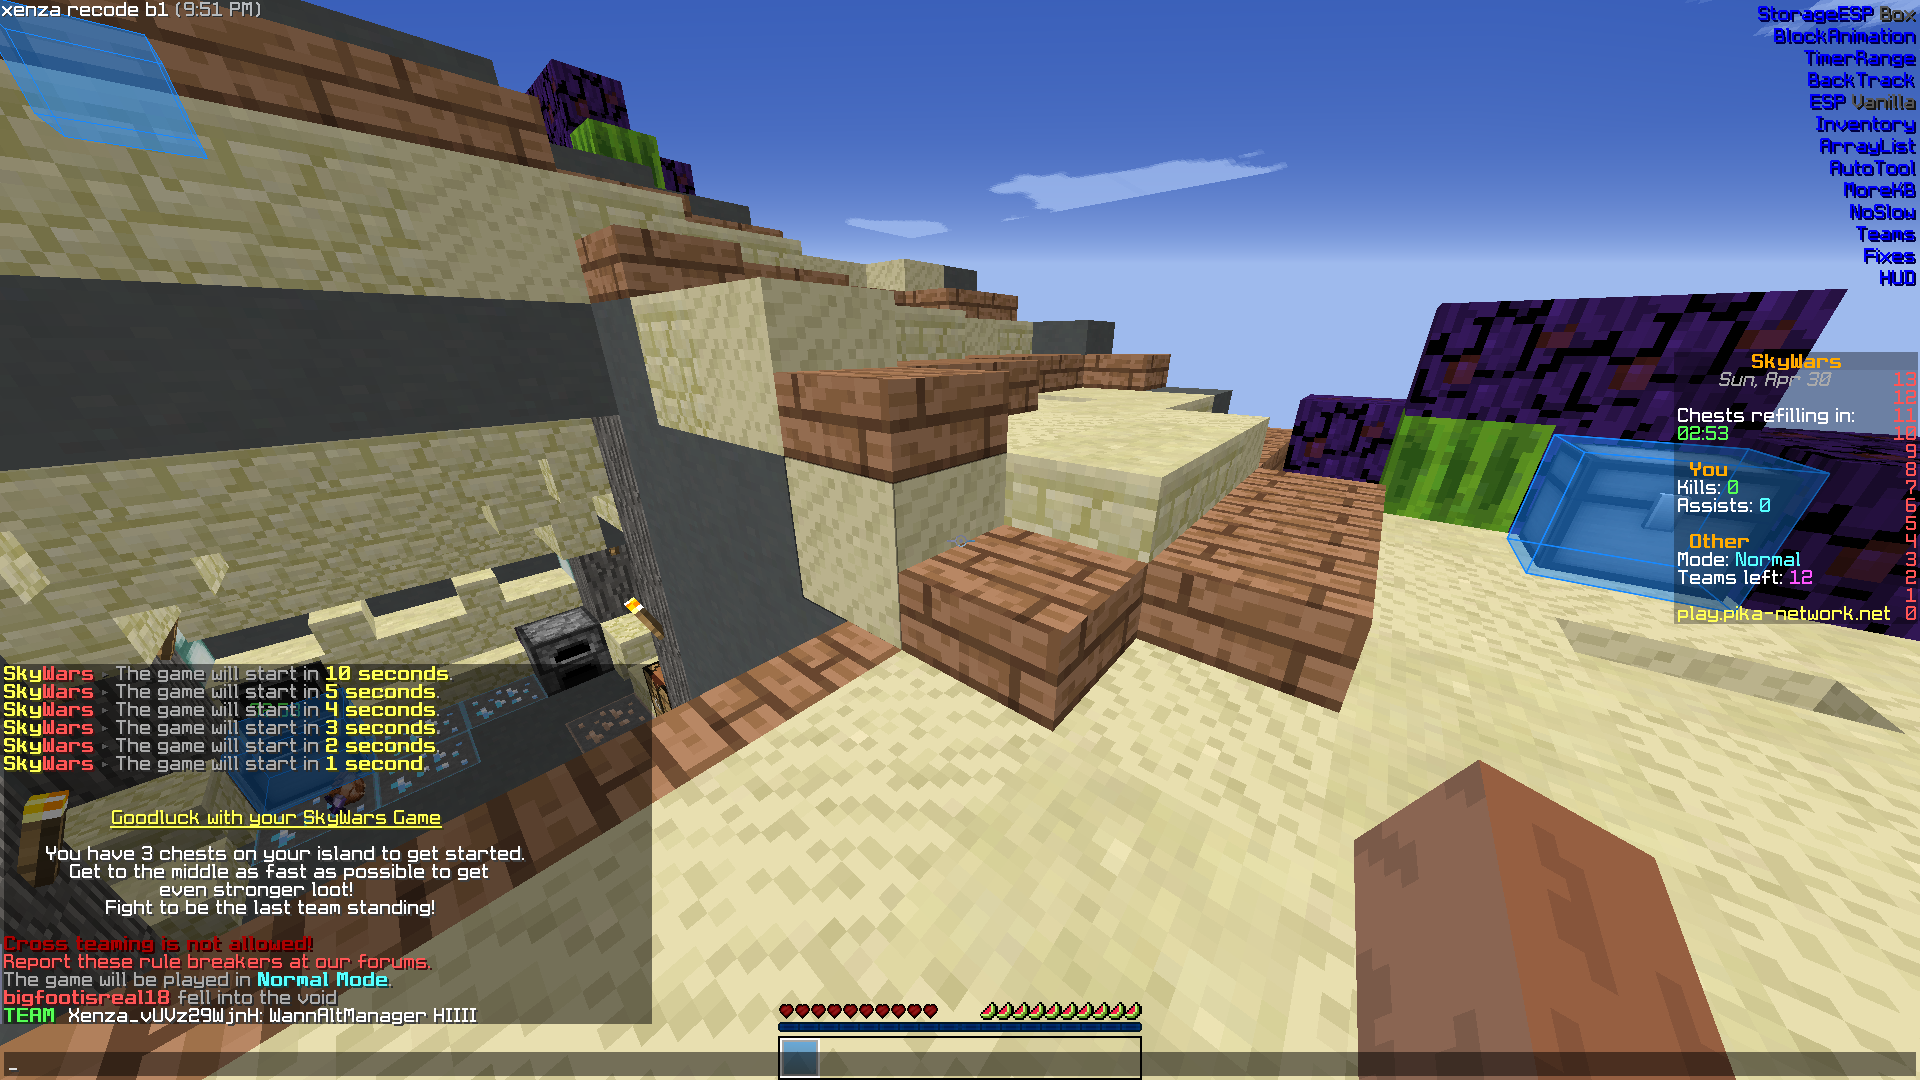 xenza recode b1 (9:51 PM)
StorageESP Box
BlockAnimation
TimerRange
BackTrack
ESP Vanilla
Inventory
ArrayList
AutoTool
MoreKB
NoSlow
Teams
Fixes
HUD
SkyWars
Sun, Apr 30 13
12
Chests refilling in: 11
02:53 10
9
You 8
Kills: 0 7
Assists: 0 6
5
Other 4
Mode: Normal 3
Teams left: 12 2
1
play.pika-network.net 0
SkyWars ▸ The game will start in 10 seconds.
SkyWars ▸ The game will start in 5 seconds.
SkyWars ▸ The game will start in 4 seconds.
SkyWars ▸ The game will start in 3 seconds.
SkyWars ▸ The game will start in 2 seconds.
SkyWars ▸ The game will start in 1 second.
Goodluck with your SkyWars Game
You have 3 chests on your island to get started.
Get to the middle as fast as possible to get
even stronger loot!
Fight to be the last team standing!
Cross teaming is not allowed!
Report these rule breakers at our forums.
The game will be played in Normal Mode.
bigfootisreal18 fell into the void
TEAM Xenza_vUVz29WjnH: WannAltManager HIIII
_